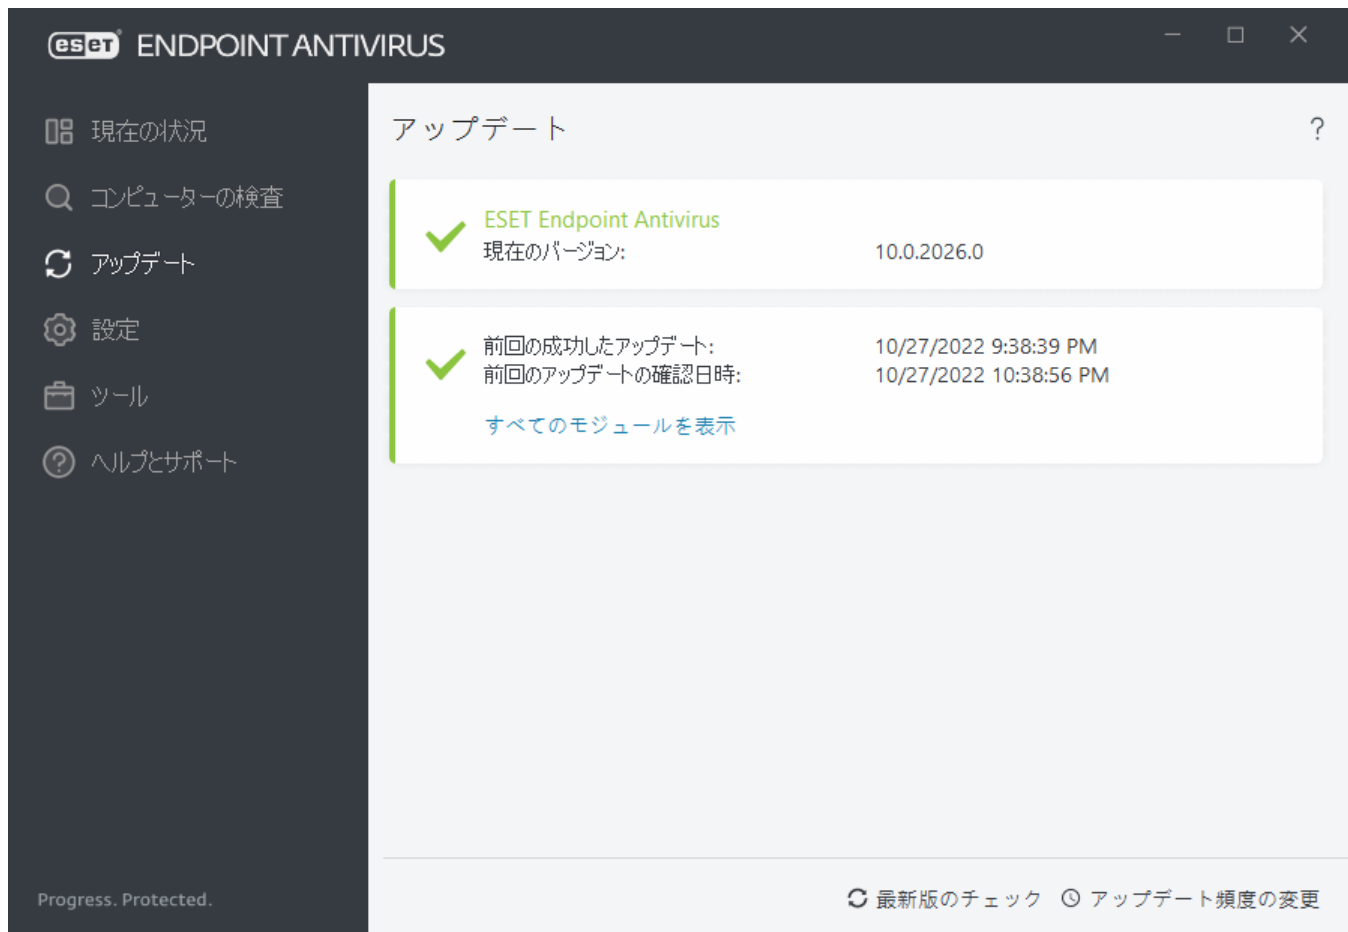 eset ENDPOINT ANTIVIRUS
現在の状況
コンピューターの検査
アップデート
設定
ツール
ヘルプとサポート
Progress. Protected.
アップデート
?
ESET Endpoint Antivirus
現在のバージョン: 10.0.2026.0
前回の成功したアップデート: 10/27/2022 9:38:39 PM
前回のアップデートの確認日時: 10/27/2022 10:38:56 PM
すべてのモジュールを表示
最新版のチェック アップデート頻度の変更